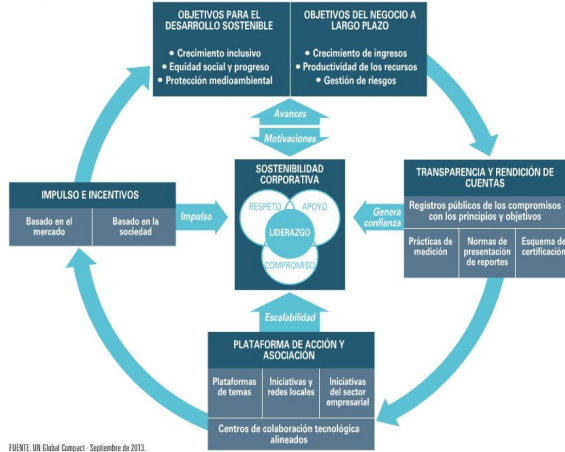 OBJETIVOS PARA EL
DESARROLLO SOSTENIBLE
• Crecimiento inclusivo
• Equidad social y progreso
• Protección medioambiental
OBJETIVOS DEL NEGOCIO A
LARGO PLAZO
• Crecimiento de ingresos
• Productividad de los recursos
• Gestión de riesgos
Avances
Motivaciones
SOSTENIBILIDAD
CORPORATIVA
RESPETO
APOYO
LIDERAZGO
COMPROMISO
IMPULSO E INCENTIVOS
Basado en el
mercado
Basado en la
sociedad
Impulso
Genera
confianza
TRANSPARENCIA Y RENDICIÓN DE
CUENTAS
Registros públicos de los compromisos
con los principios y objetivos
Prácticas de
medición
Normas de
presentación
de reportes
Esquema de
certificación
Escalabilidad
PLATAFORMA DE ACCIÓN Y
ASOCIACIÓN
Plataformas
de temas
Iniciativas y
redes locales
Iniciativas
del sector
empresarial
Centros de colaboración tecnológica
alineados
FUENTE: UN Global Compact - Septiembre de 2013.